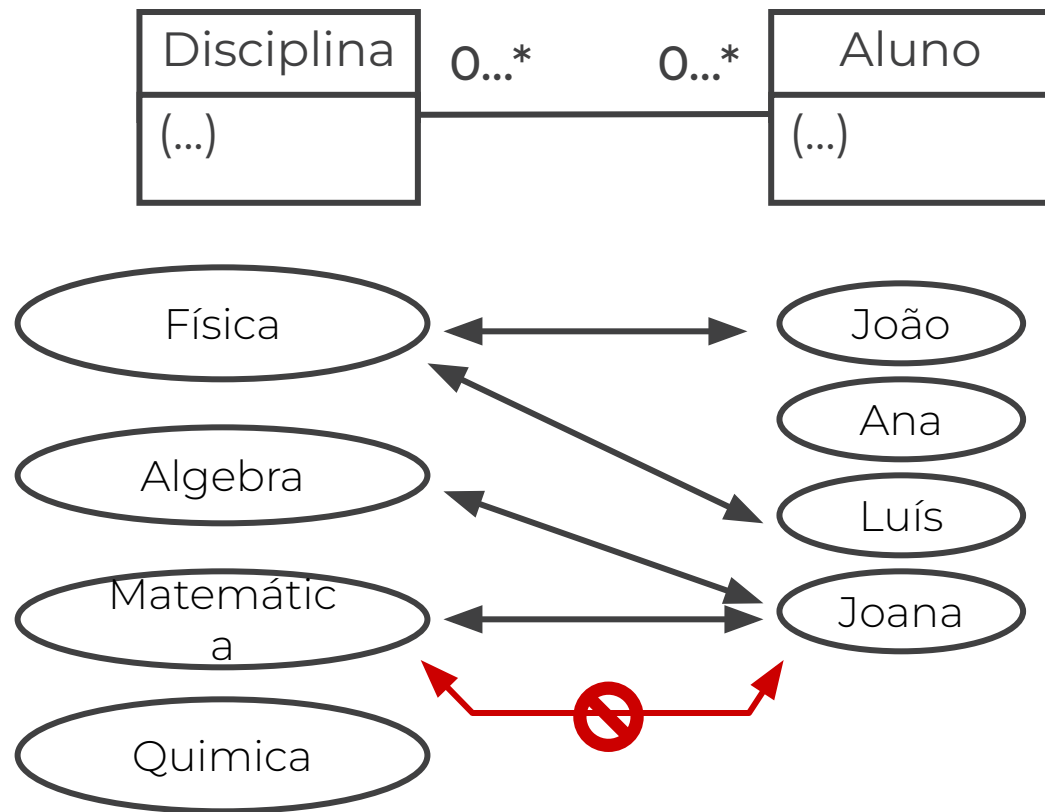 Disciplina
0...*
0...*
Aluno
(...)
(...)
Física
João
Ana
Algebra
Luís
Matemátic
a
Joana
Quimica